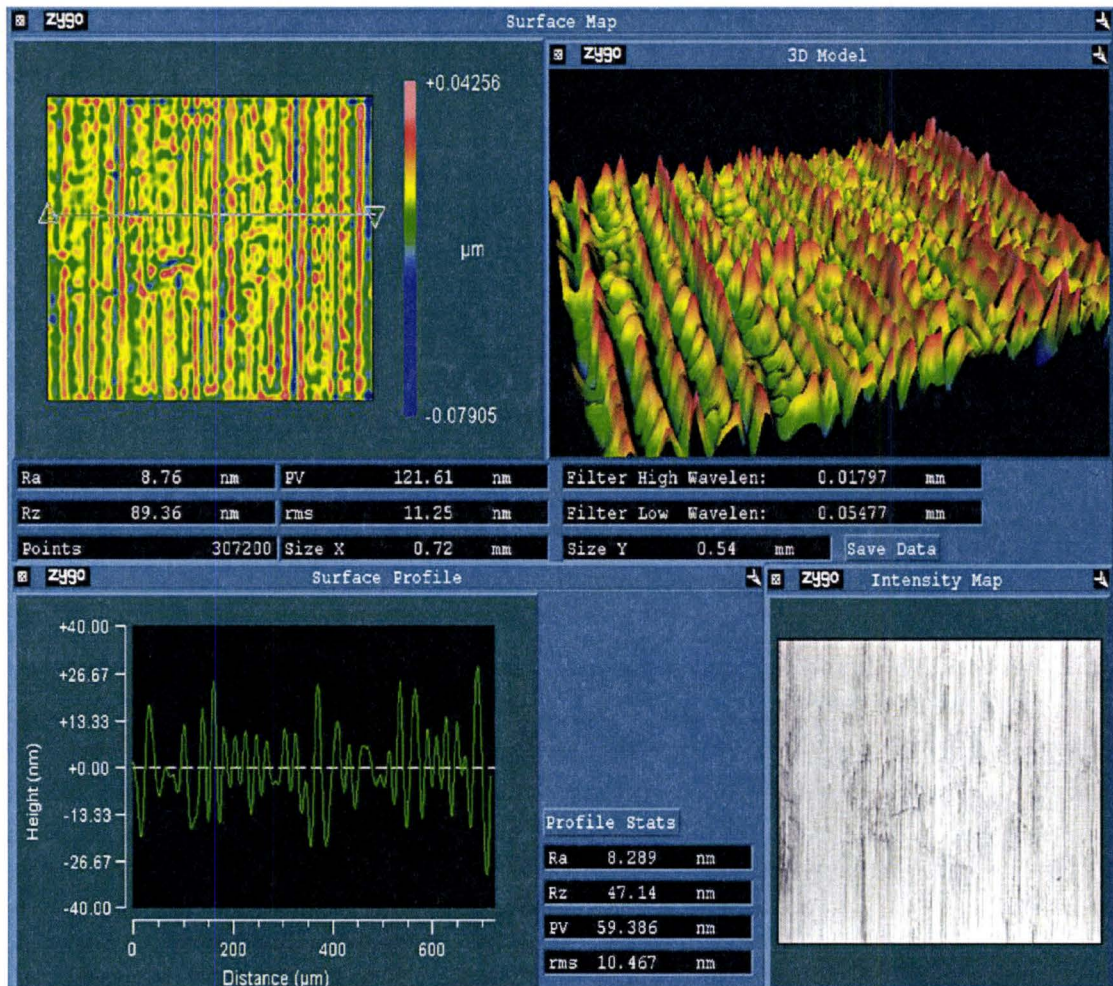 zygo Surface Map
zygo 3D Model
+0.04256
µm
-0.07905
Ra 8.76 nm PV 121.61 nm Filter High Wavelen: 0.01797 mm
Rz 89.36 nm rms 11.25 nm Filter Low Wavelen: 0.05477 mm
Points 307200 Size X 0.72 mm Size Y 0.54 mm Save Data
zygo Surface Profile
zygo Intensity Map
+40.00
+26.67
+13.33
+0.00
-13.33
-26.67
-40.00
Height (nm)
0 200 400 600
Distance (µm)
Profile Stats
Ra 8.289 nm
Rz 47.14 nm
PV 59.386 nm
rms 10.467 nm